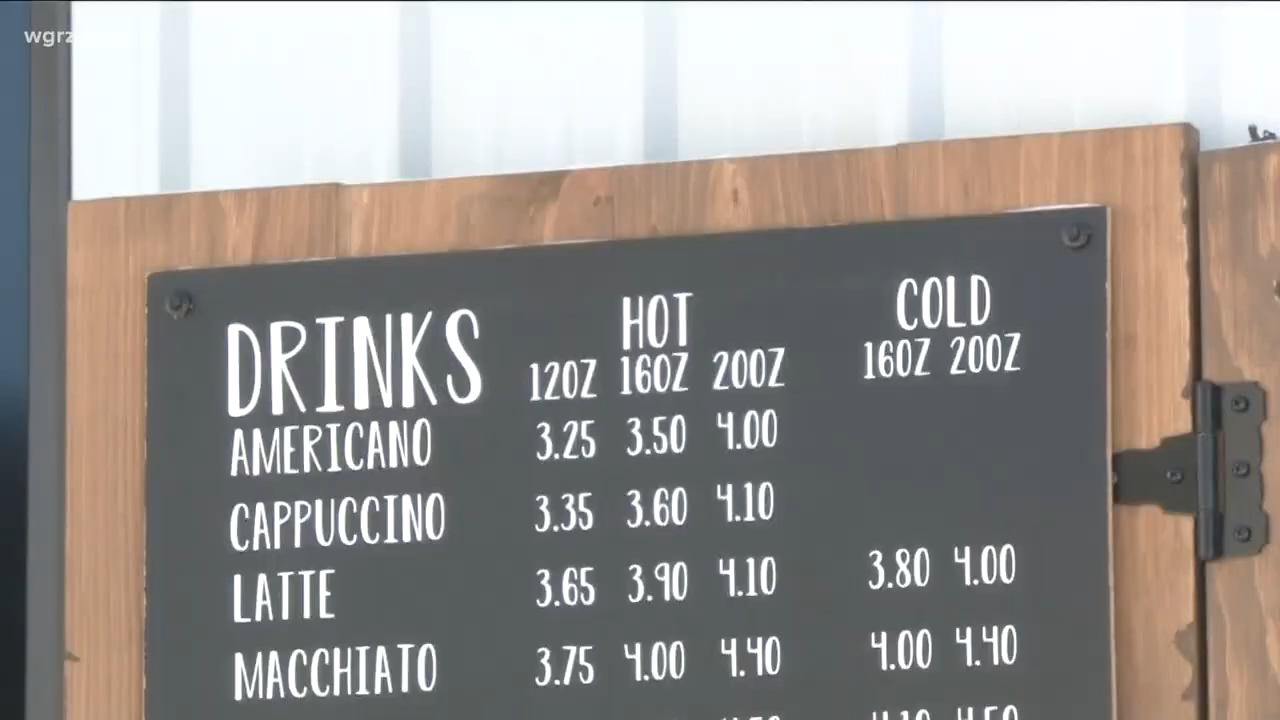 wgrz
HOT COLD
DRINKS 12OZ 16OZ 20OZ 16OZ 20OZ
AMERICANO 3.25 3.50 4.00
CAPPUCCINO 3.35 3.60 4.10
LATTE 3.65 3.90 4.10 3.80 4.00
MACCHIATO 3.75 4.00 4.40 4.00 4.40